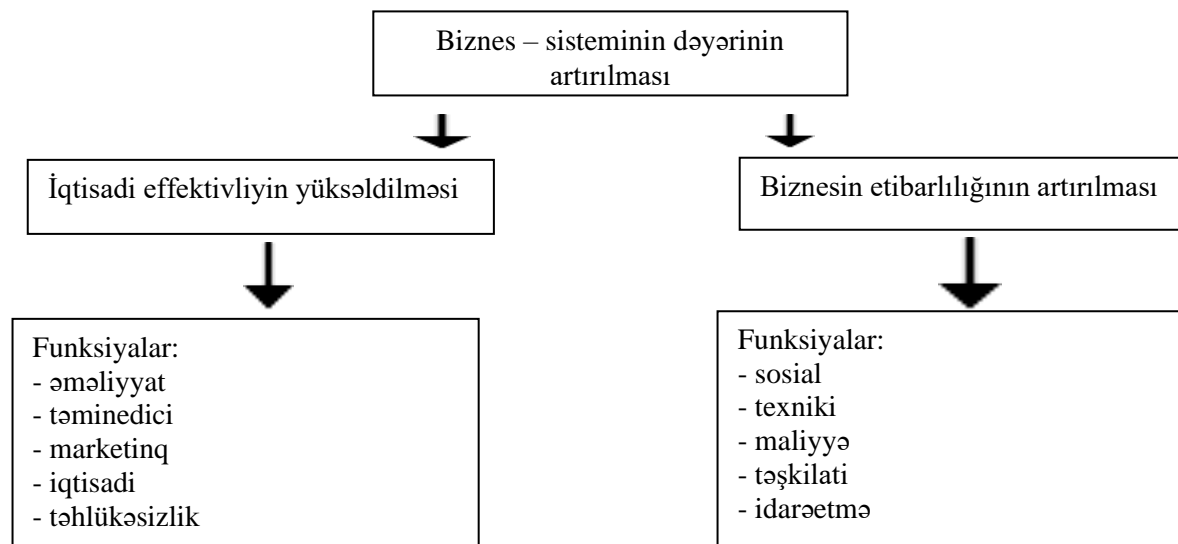 Biznes – sisteminin dəyərinin
artırılması
İqtisadi effektivliyin yüksəldilməsi
Biznesin etibarlılığının artırılması
Funksiyalar:
- əməliyyat
- təminedici
- marketinq
- iqtisadi
- təhlükəsizlik
Funksiyalar:
- sosial
- texniki
- maliyyə
- təşkilati
- idarəetmə